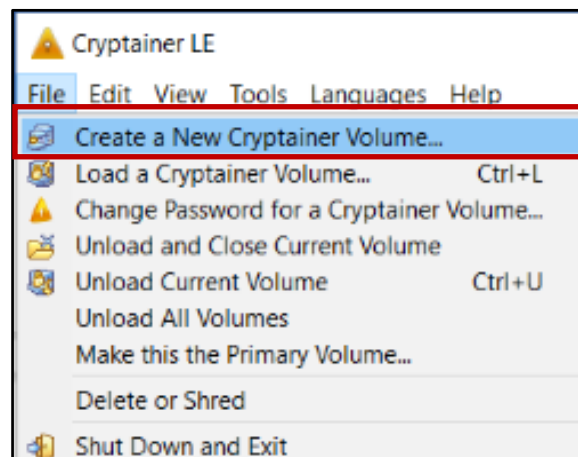 Cryptainer LE
File Edit View Tools Languages Help
Create a New Cryptainer Volume...
Load a Cryptainer Volume... Ctrl+L
Change Password for a Cryptainer Volume...
Unload and Close Current Volume
Unload Current Volume Ctrl+U
Unload All Volumes
Make this the Primary Volume...
Delete or Shred
Shut Down and Exit